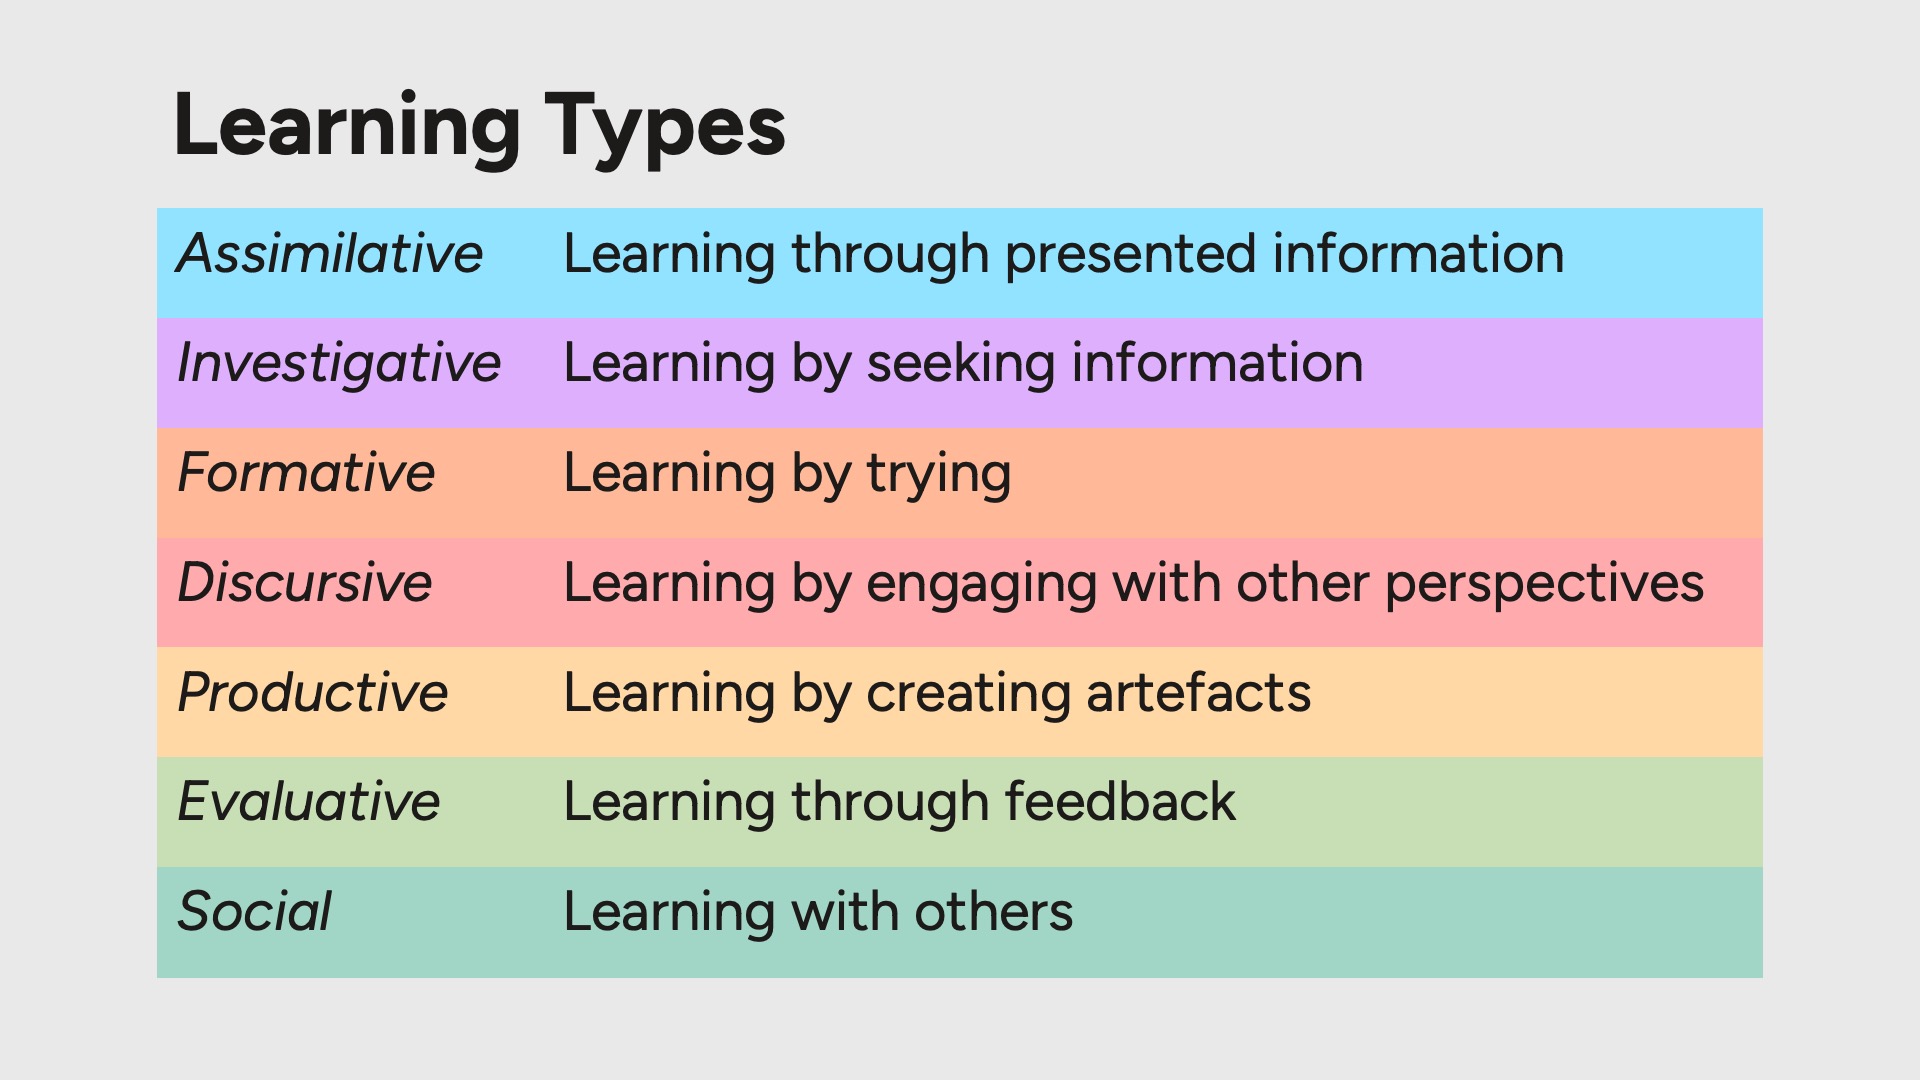 Learning Types
Assimilative Learning through presented information
Investigative Learning by seeking information
Formative Learning by trying
Discursive Learning by engaging with other perspectives
Productive Learning by creating artefacts
Evaluative Learning through feedback
Social Learning with others